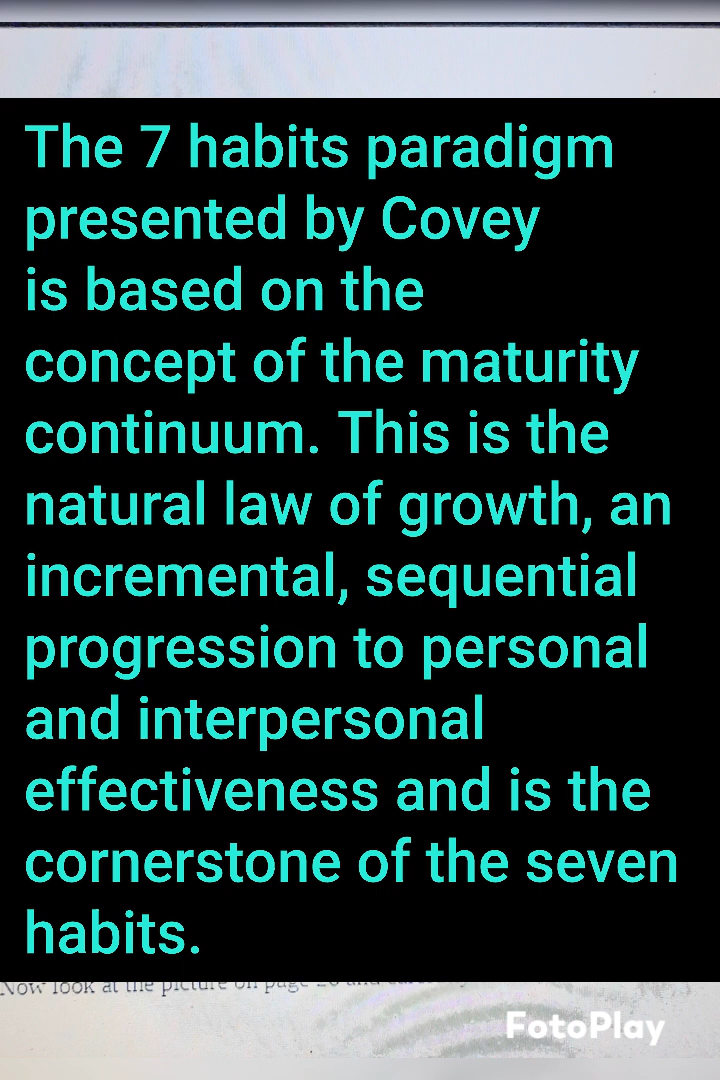 The 7 habits paradigm
presented by Covey
is based on the
concept of the maturity
continuum. This is the
natural law of growth, an
incremental, sequential
progression to personal
and interpersonal
effectiveness and is the
cornerstone of the seven
habits.
Now look at the picture on page 20 and
FotoPlay